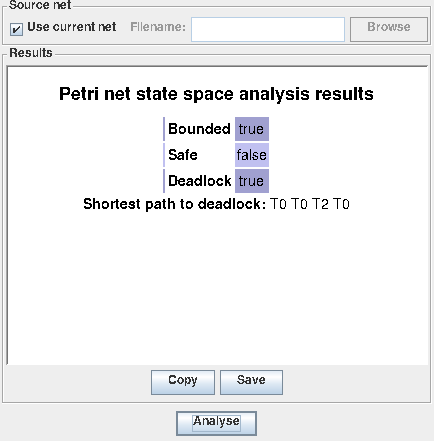 Source net
Use current net Filename: Browse
Results
Petri net state space analysis results
Bounded true
Safe false
Deadlock true
Shortest path to deadlock: T0 T0 T2 T0
Copy Save
Analyse